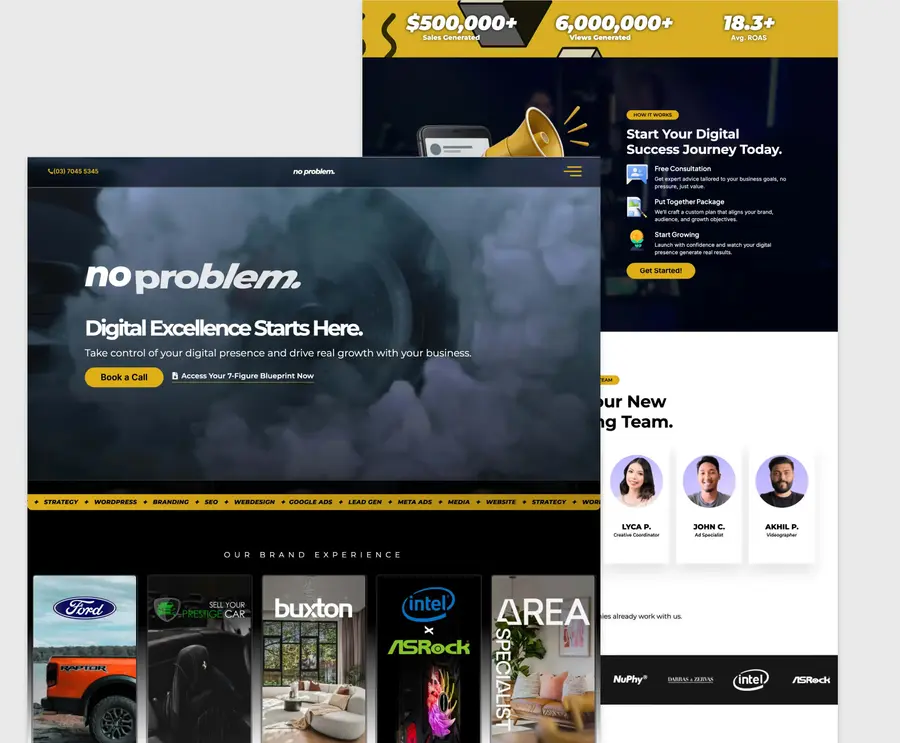 $500,000+
Sales Generated
6,000,000+
Views Generated
18.3+
Avg. ROAS
HOW IT WORKS
Start Your Digital
Success Journey Today.
Free Consultation
Get expert advice tailored to your business goals, no
pressure, just value.
Put Together Package
We'll craft a custom plan that aligns your brand,
audience, and growth objectives.
Start Growing
Launch with confidence and watch your digital
presence generate real results.
Get Started!
(03) 7045 5345
no problem.
no problem.
Digital Excellence Starts Here.
Take control of your digital presence and drive real growth with your business.
Book a Call
Access Your 7-Figure Blueprint Now
STRATEGY ✦ WORDPRESS ✦ BRANDING ✦ SEO ✦ WEBDESIGN ✦ GOOGLE ADS ✦ LEAD GEN ✦ META ADS ✦ MEDIA ✦ WEBSITE ✦ STRATEGY ✦ WOR
OUR BRAND EXPERIENCE
Ford
RAPTOR
SELL YOUR
PRESTIGE CAR
buxton
intel
×
ASRock
AREA
SPECIALIST
TEAM
our New
ng Team.
LYCA P.
Creative Coordinator
JOHN C.
Ad Specialist
AKHIL P.
Videographer
ies already work with us.
NuPhy®
DABRAS & ZERVAS
intel
ASRock